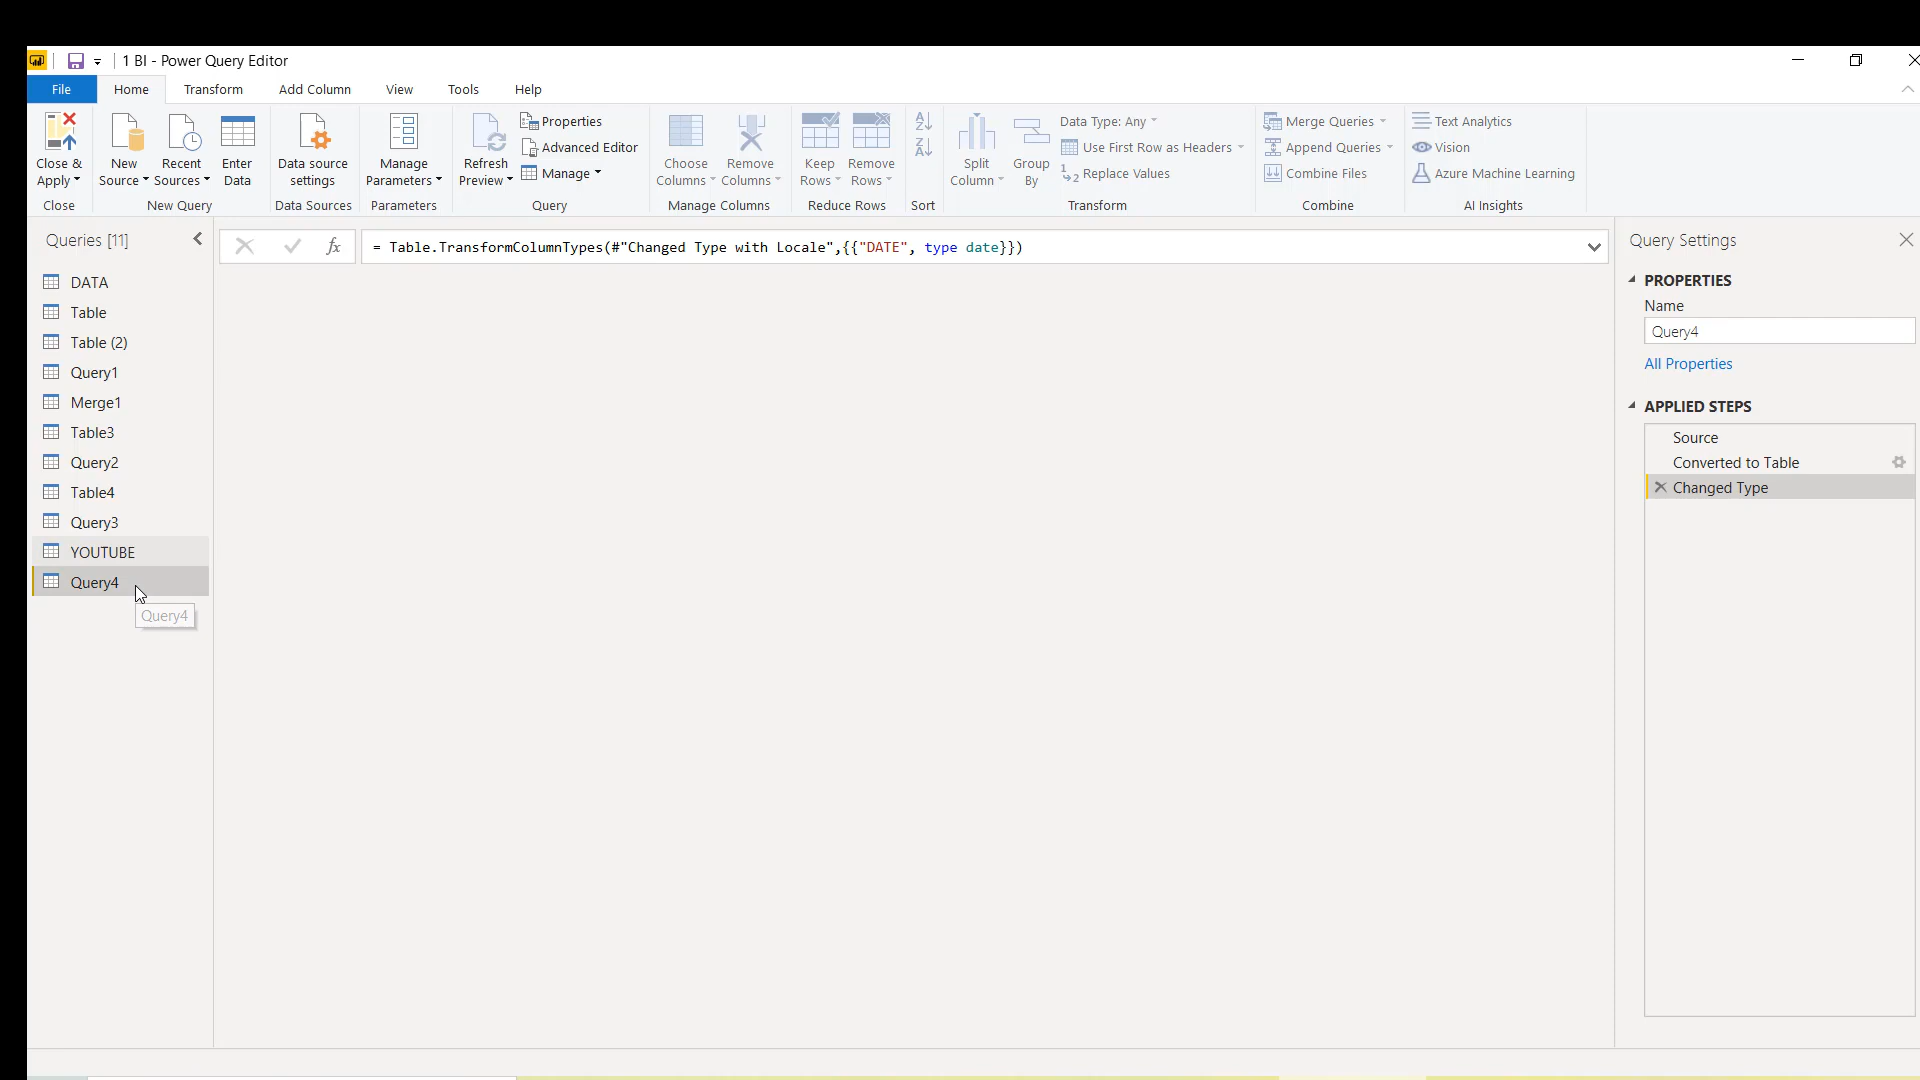 1 BI - Power Query Editor
File
Home
Transform
Add Column
View
Tools
Help
Close & Apply
New Source
Recent Sources
Enter Data
Data source settings
Manage Parameters
Refresh Preview
Properties
Advanced Editor
Manage
Choose Columns
Remove Columns
Keep Rows
Remove Rows
A
Z
Z
A
Split Column
Group By
Data Type: Any
Use First Row as Headers
1
2 Replace Values
Merge Queries
Append Queries
Combine Files
Text Analytics
Vision
Azure Machine Learning
Close
New Query
Data Sources
Parameters
Query
Manage Columns
Reduce Rows
Sort
Transform
Combine
AI Insights
Queries [11]
fx
= Table.TransformColumnTypes(#"Changed Type with Locale",{{"DATE", type date}})
DATA
Table
Table (2)
Query1
Merge1
Table3
Query2
Table4
Query3
YOUTUBE
Query4
Query4
Query Settings
PROPERTIES
Name
Query4
All Properties
APPLIED STEPS
Source
Converted to Table
Changed Type